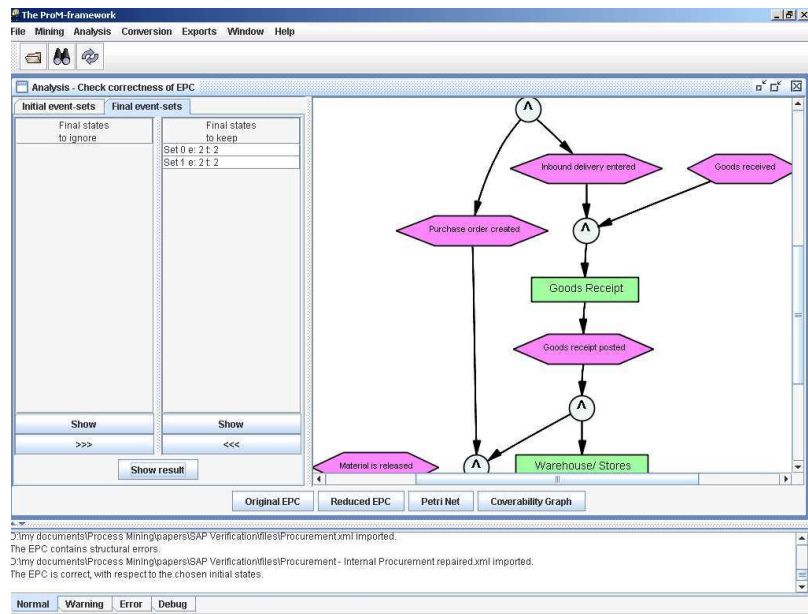 The ProM-framework
File Mining Analysis Conversion Exports Window Help
Analysis - Check correctness of EPC
Initial event-sets Final event-sets
Final states
to ignore
Final states
to keep
Set 0 e: 2 t: 2
Set 1 e: 2 t: 2
Show
>>>
Show
<<<
Show result
Λ
Inbound delivery entered
Goods received
Purchase order created
Λ
Goods Receipt
Goods receipt posted
Λ
Material is released
Λ
Warehouse/ Stores
Original EPC Reduced EPC Petri Net Coverability Graph
D:\my documents\Process Mining\papers\SAP Verification\files\Procurement.xml imported.
The EPC contains structural errors.
D:\my documents\Process Mining\papers\SAP Verification\files\Procurement - Internal Procurement repaired.xml imported.
The EPC is correct, with respect to the chosen initial states.
Normal Warning Error Debug